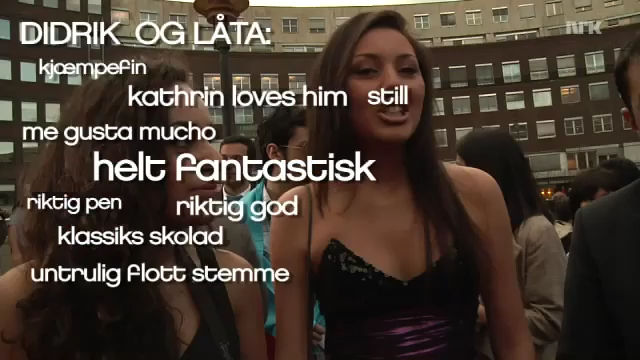 NRK
DIDRIK OG LÅTA:
kjæmpefin
kathrin loves him still
me gusta mucho
helt fantastisk
riktig pen
riktig god
klassiks skolad
untrulig flott stemme